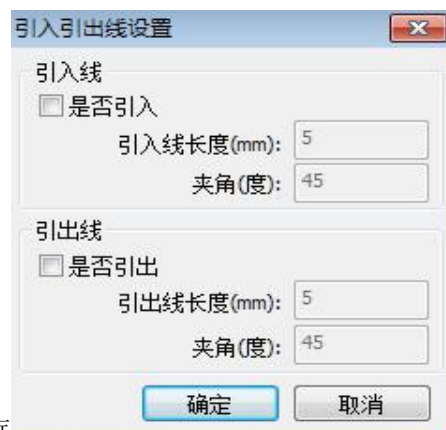 引入引出线设置
引入线
是否引入
引入线长度(mm): 5
夹角(度): 45
引出线
是否引出
引出线长度(mm): 5
夹角(度): 45
确定 取消